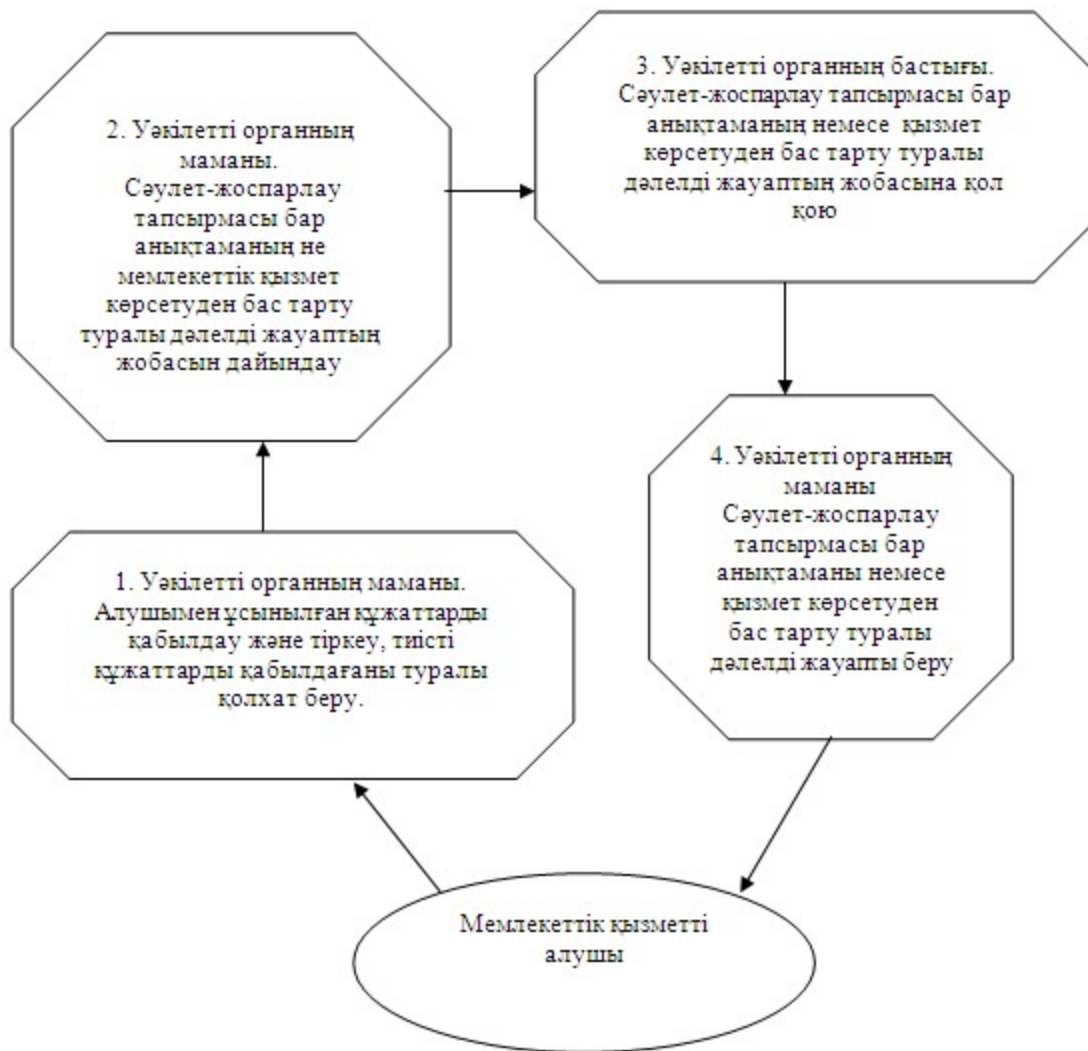 2. Уәкілетті органның
маманы.
Сәулет-жоспарлау
тапсырмасы бар
анықтаманың не
мемлекеттік қызмет
көрсетуден бас тарту
туралы дәлелді жауаптың
жобасын дайындау
3. Уәкілетті органның бастығы.
Сәулет-жоспарлау тапсырмасы бар
анықтаманың немесе қызмет
көрсетуден бас тарту туралы
дәлелді жауаптың жобасына қол
қою
1. Уәкілетті органның маманы.
Алушымен ұсынылған құжаттарды
қабылдау және тіркеу, тиісті
құжаттарды қабылдағаны туралы
қолхат беру.
4. Уәкілетті органның
маманы
Сәулет-жоспарлау
тапсырмасы бар
анықтаманы немесе
қызмет көрсетуден
бас тарту туралы
дәлелді жауапты беру
Мемлекеттік қызметті
алушы